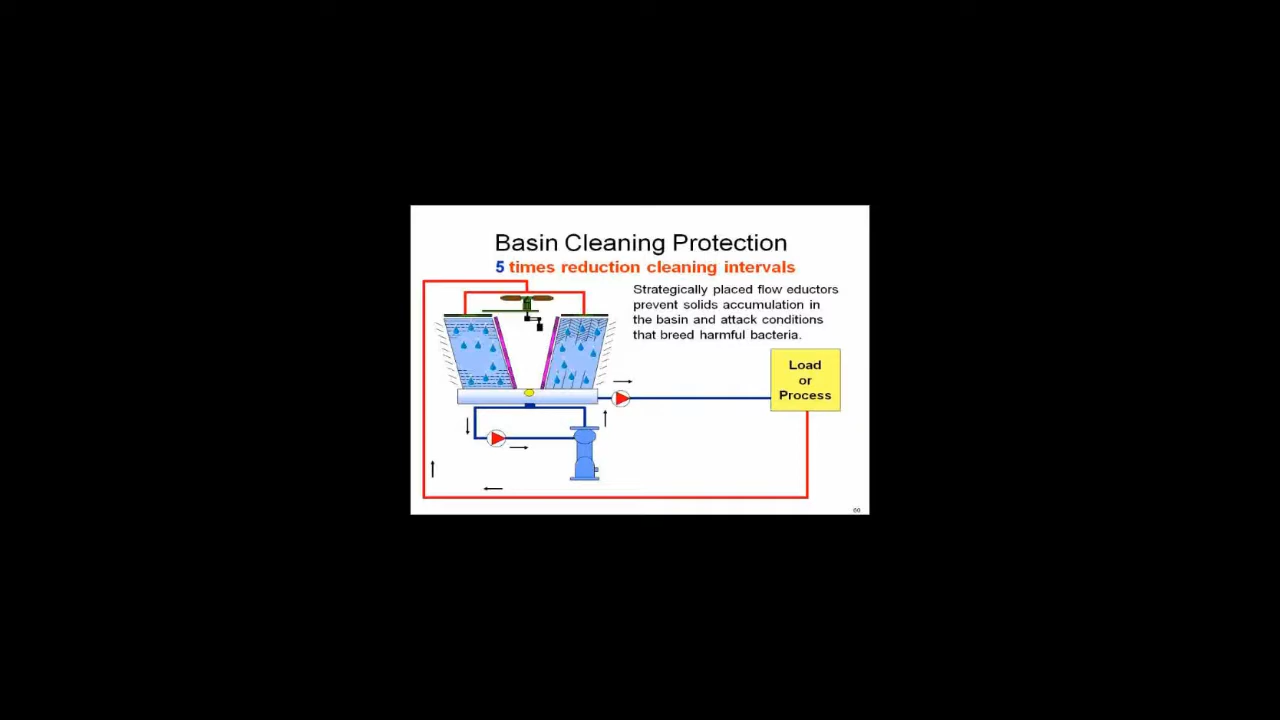 Basin Cleaning Protection
5 times reduction cleaning intervals
Strategically placed flow eductors
prevent solids accumulation in
the basin and attack conditions
that breed harmful bacteria.
Load
or
Process
60